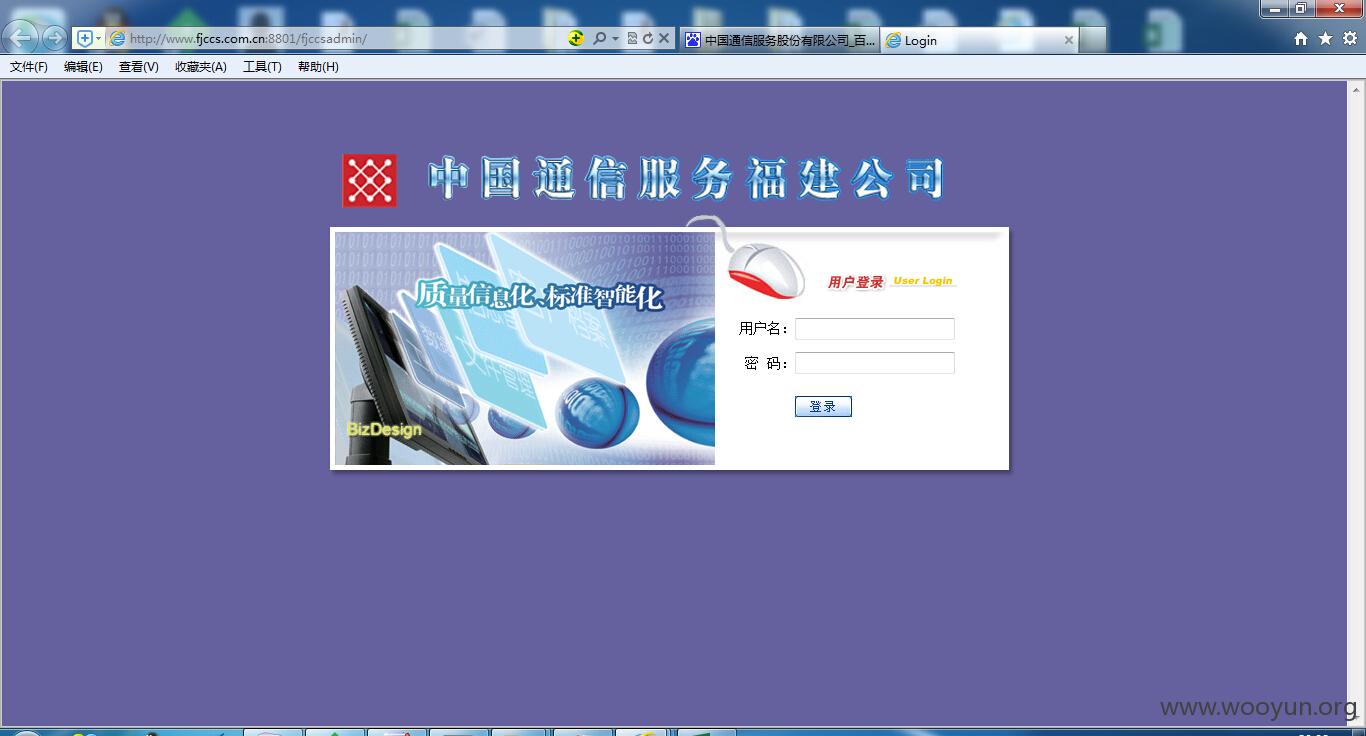 http://www.fjccs.com.cn:8801/fjccsadmin/
中国通信服务股份有限公司_百...
Login
文件(F) 编辑(E) 查看(V) 收藏夹(A) 工具(T) 帮助(H)
中国通信服务福建公司
质量信息化、标准智能化
BizDesign
用户登录 User Login
用户名：
密 码：
登录
www.wooyun.org